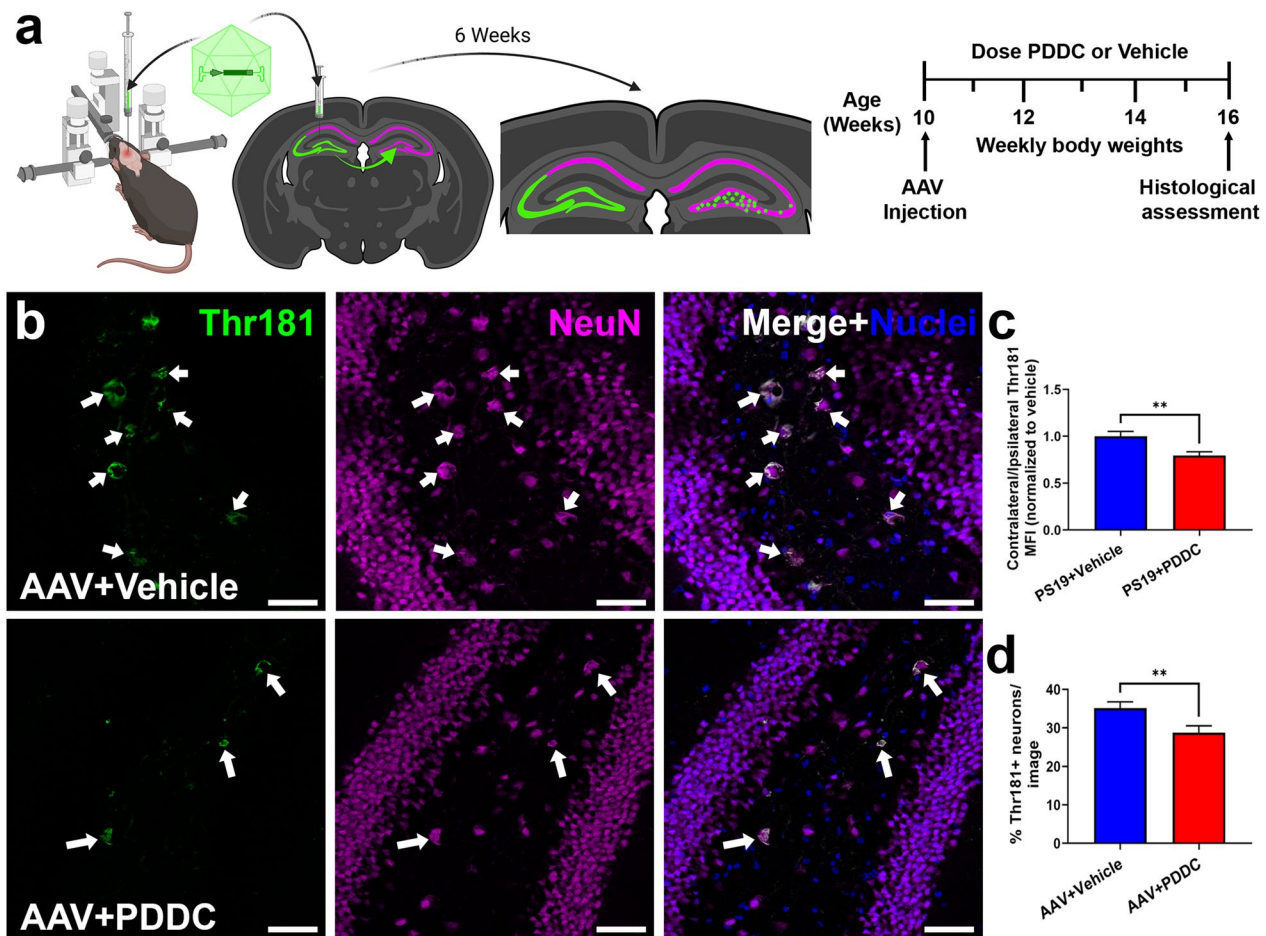 a
6 Weeks
Dose PDDC or Vehicle
Age
(Weeks)
10 12 14 16
Weekly body weights
AAV
Injection
Histological
assessment
b
Thr181
NeuN
Merge+Nuclei
AAV+Vehicle
AAV+PDDC
c
Contralateral/Ipsilateral Thr181
MFI (normalized to vehicle)
1.5
1.0
0.5
0.0
**
PS19+Vehicle
PS19+PDDC
d
% Thr181+ neurons/
image
40
30
20
10
0
**
AAV+Vehicle
AAV+PDDC